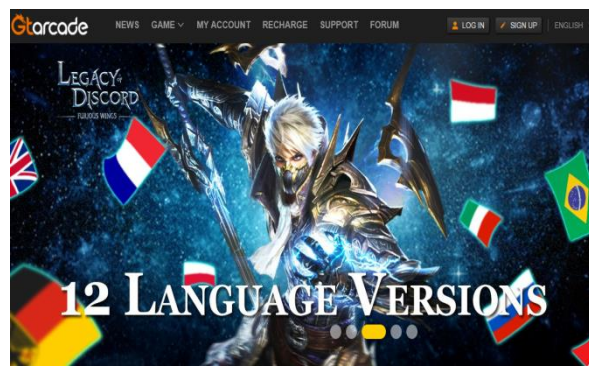 Gtarcade
NEWS GAME MY ACCOUNT RECHARGE SUPPORT FORUM LOG IN SIGN UP ENGLISH
LEGACY of DISCORD
FURIOUS WINGS
12 LANGUAGE VERSIONS